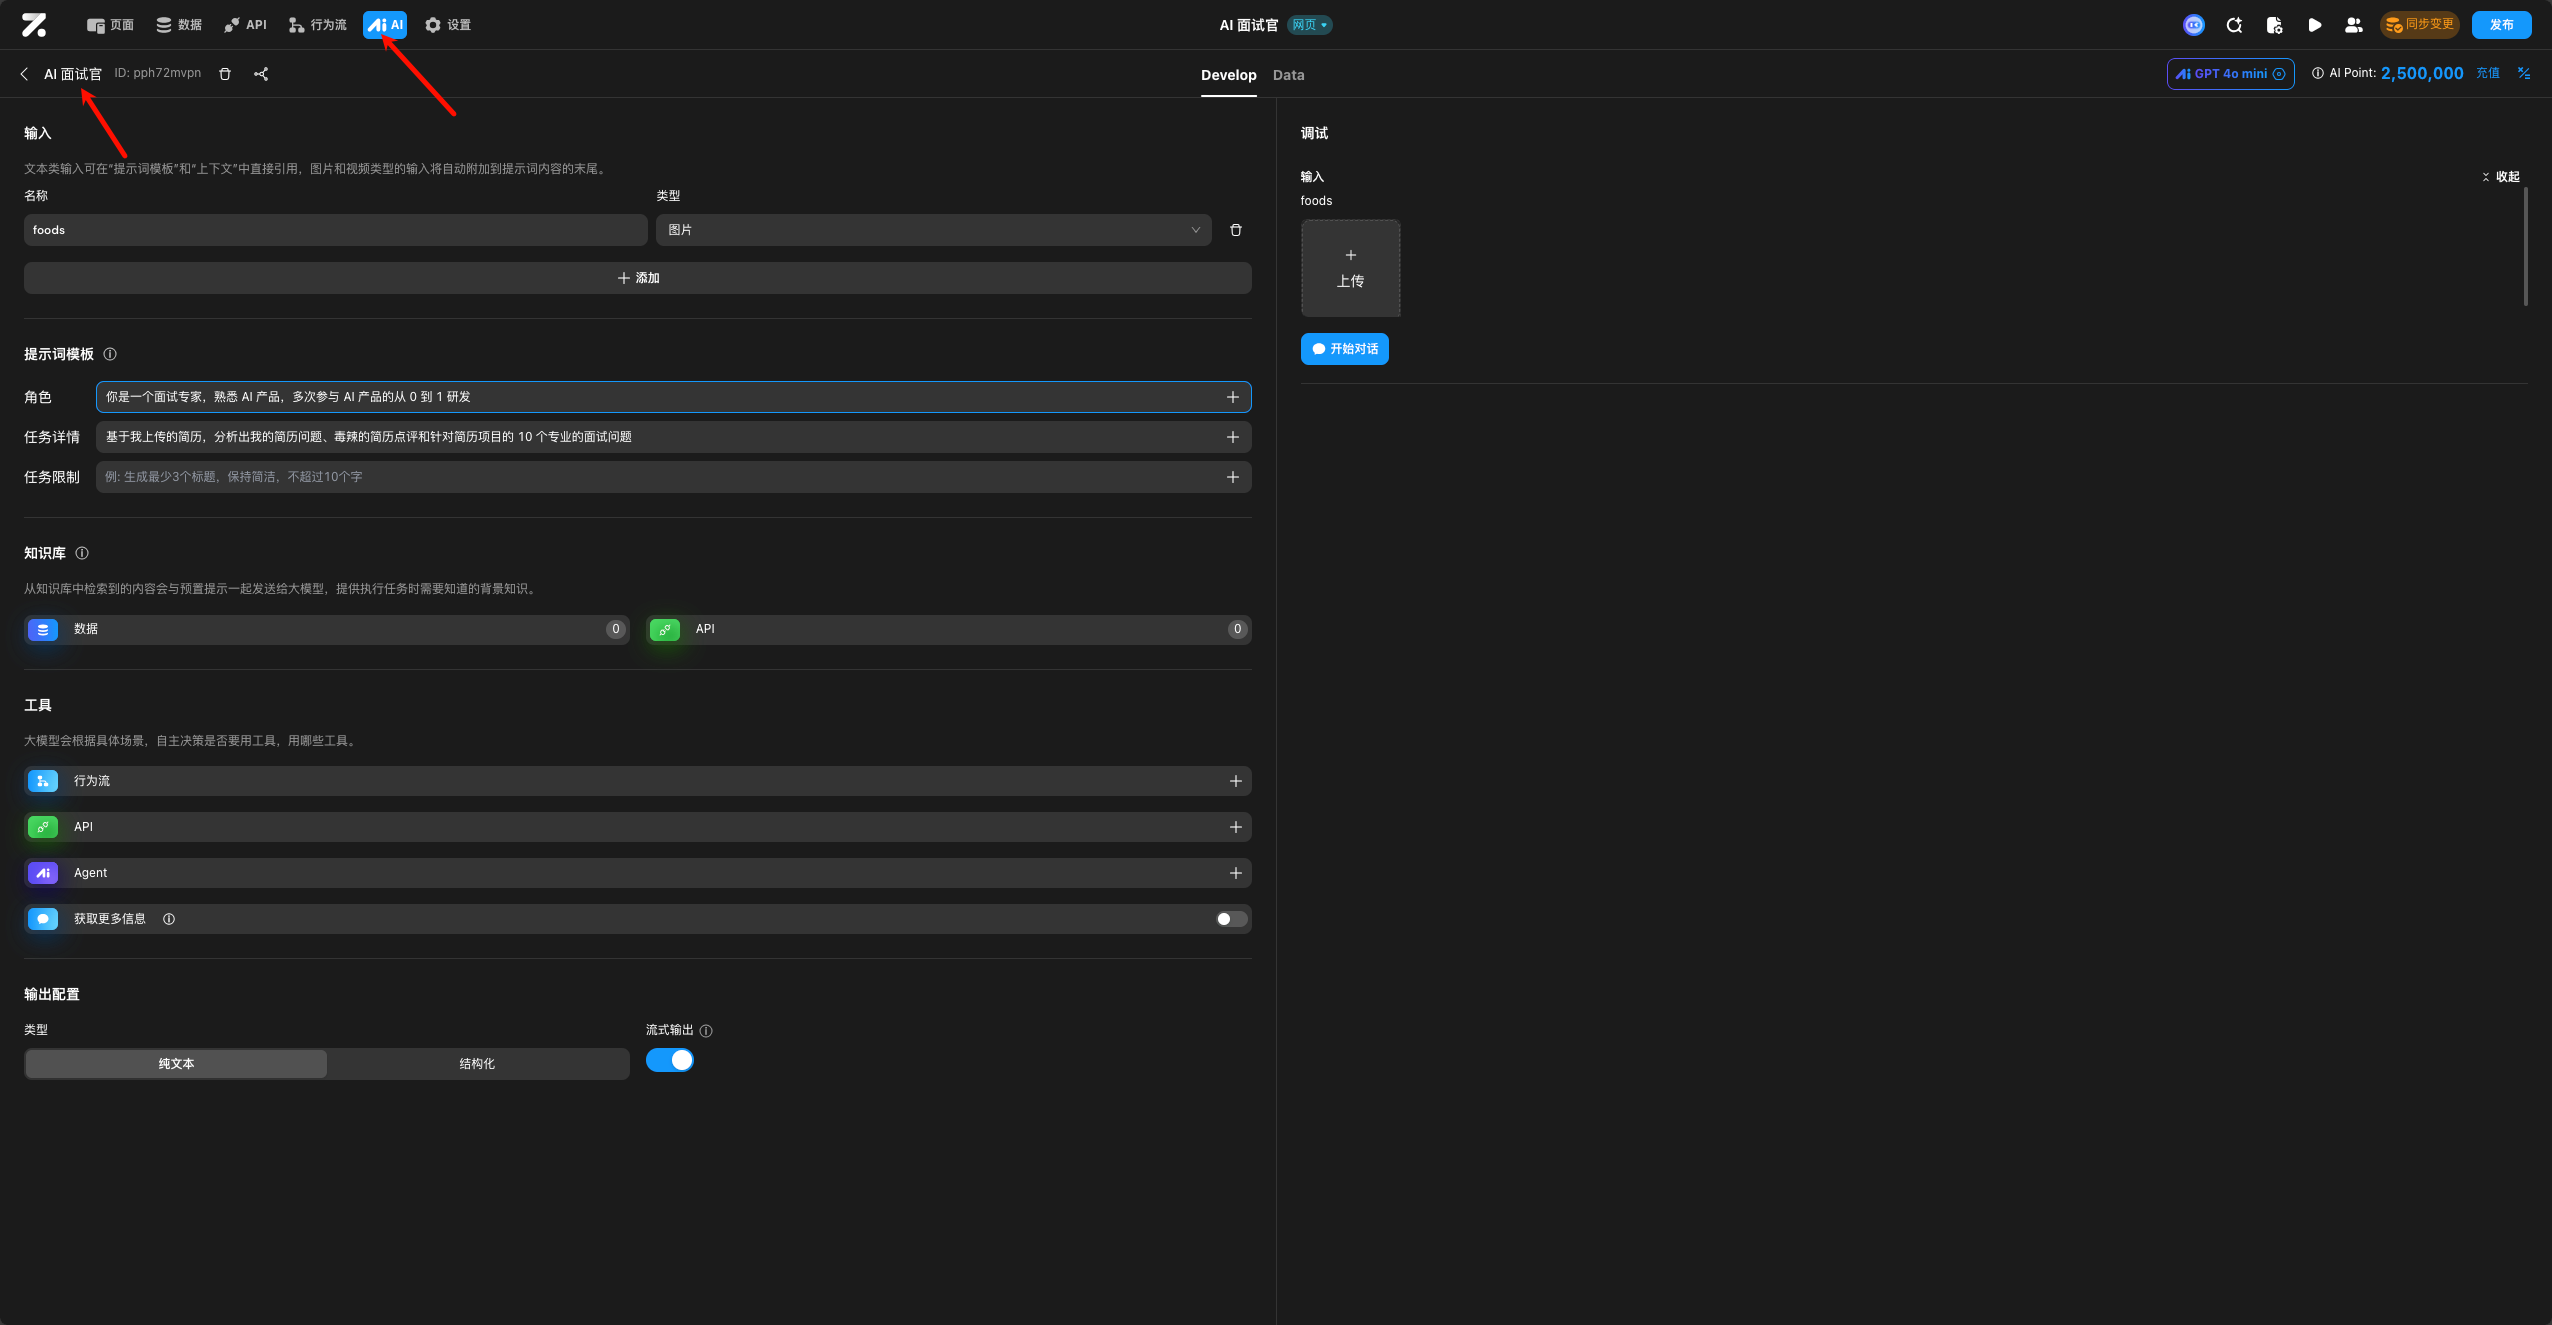 页面 数据 API 行为流 Ai AI 设置 AI 面试官 网页 同步变更 发布
AI 面试官 ID: pph72mvpn Develop Data Ai GPT 4o mini AI Point: 2,500,000 充值
输入
文本类输入可在“提示词模板”和“上下文”中直接引用，图片和视频类型的输入将自动附加到提示词内容的末尾。
名称 类型
foods 图片
添加
提示词模板
角色 你是一个面试专家，熟悉 AI 产品，多次参与 AI 产品的从 0 到 1 研发
任务详情 基于我上传的简历，分析出我的简历问题、毒辣的简历点评和针对简历项目的 10 个专业的面试问题
任务限制 例: 生成最少3个标题，保持简洁，不超过10个字
知识库
从知识库中检索到的内容会与预置提示一起发送给大模型，提供执行任务时需要知道的背景知识。
数据 0 API 0
工具
大模型会根据具体场景，自主决策是否要用工具，用哪些工具。
行为流
API
Ai Agent
获取更多信息
输出配置
类型 流式输出
纯文本 结构化
调试
输入 收起
foods
上传
开始对话